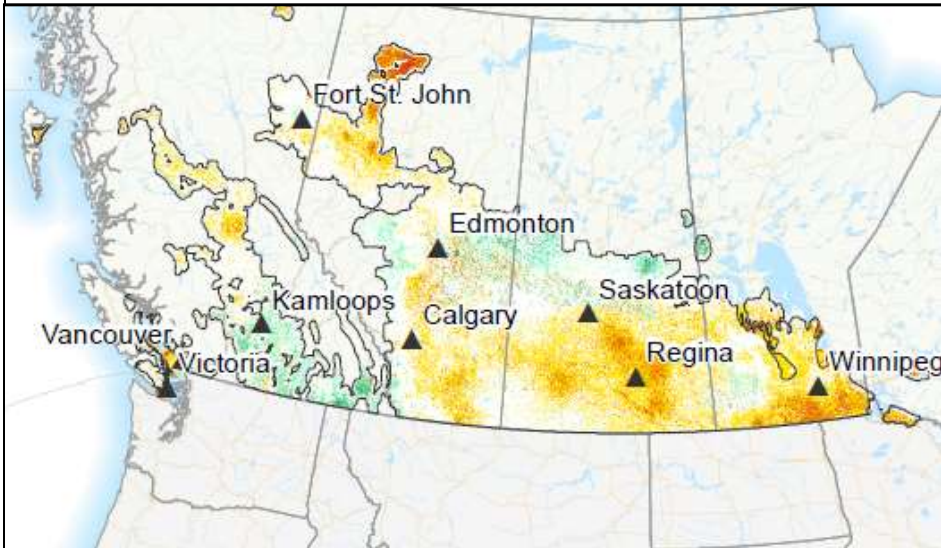 Fort St. John
Edmonton
Kamloops
Saskatoon
Calgary
Vancouver
Victoria
Regina
Winnipeg